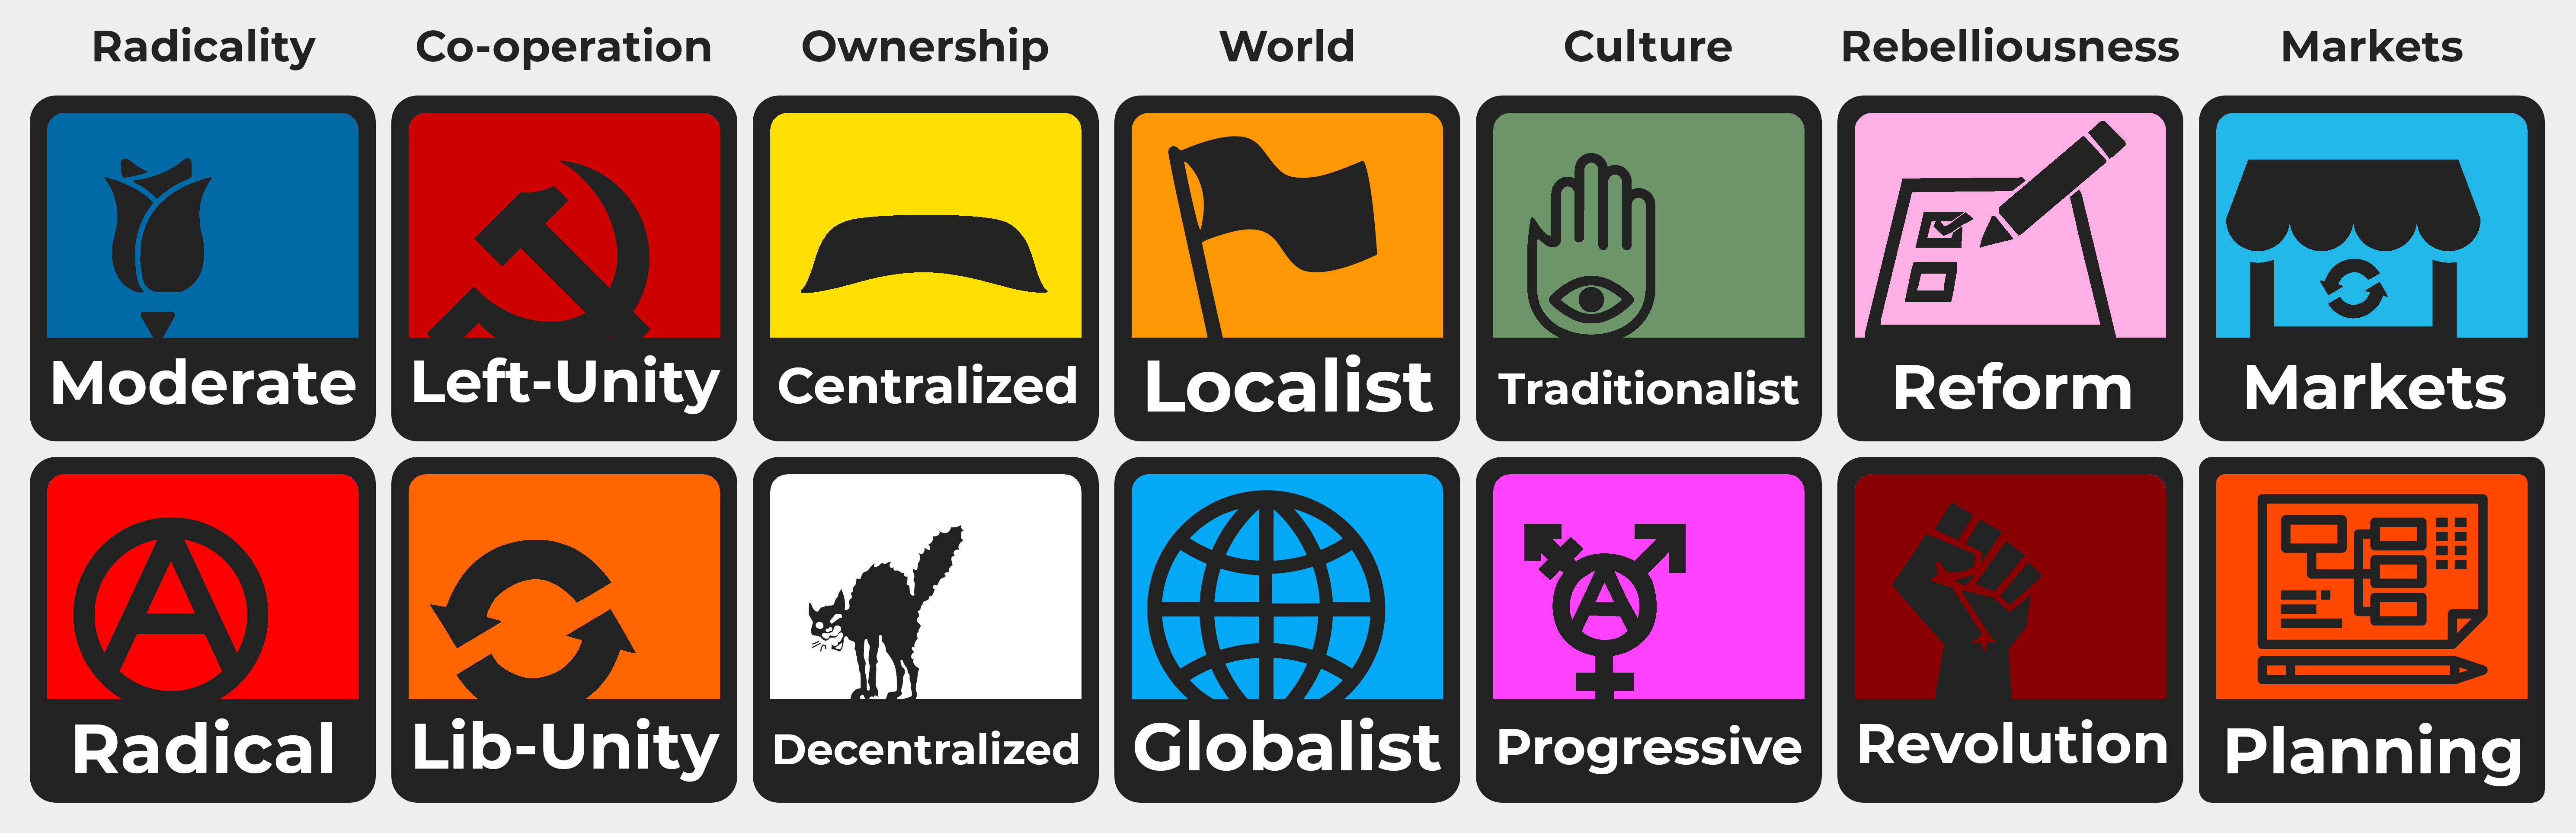 Radicality
Co-operation
Ownership
World
Culture
Rebelliousness
Markets
Moderate
Left-Unity
Centralized
Localist
Traditionalist
Reform
Markets
Radical
Lib-Unity
Decentralized
Globalist
Progressive
Revolution
Planning